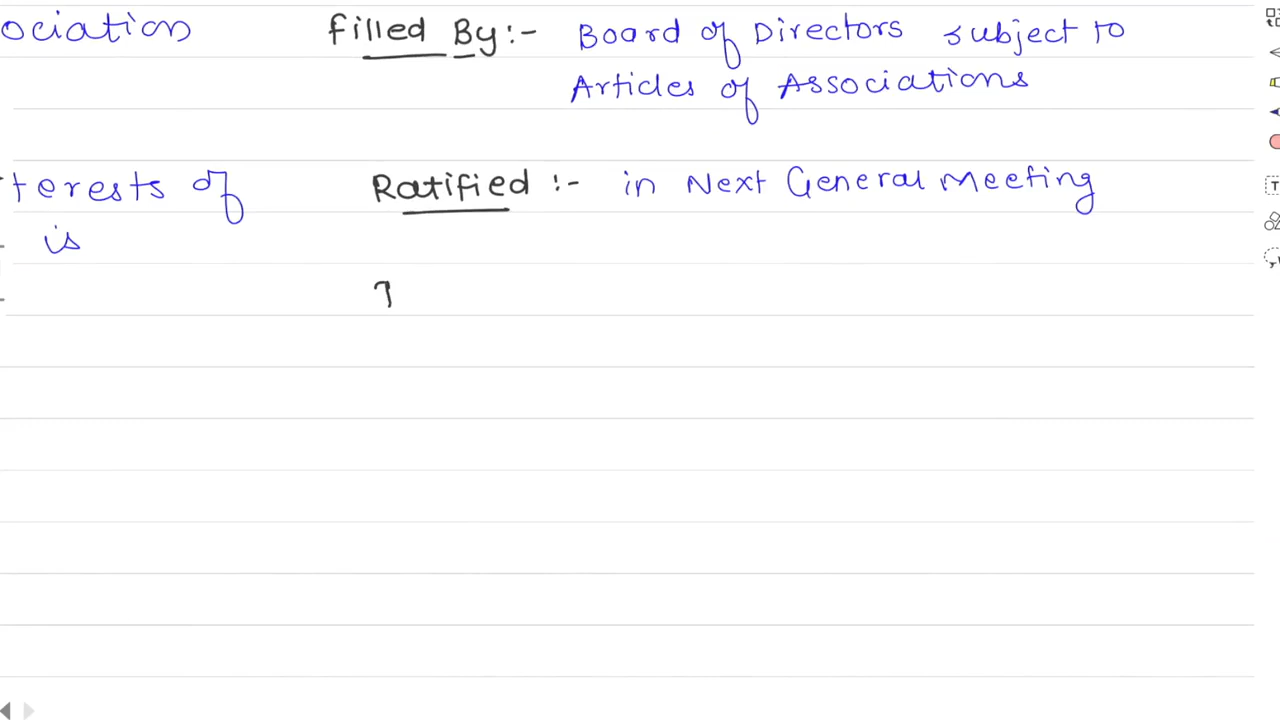 ociation
filled By:- Board of Directors subject to
Articles of Associations
terests of
is
Ratified :- in Next General Meeting